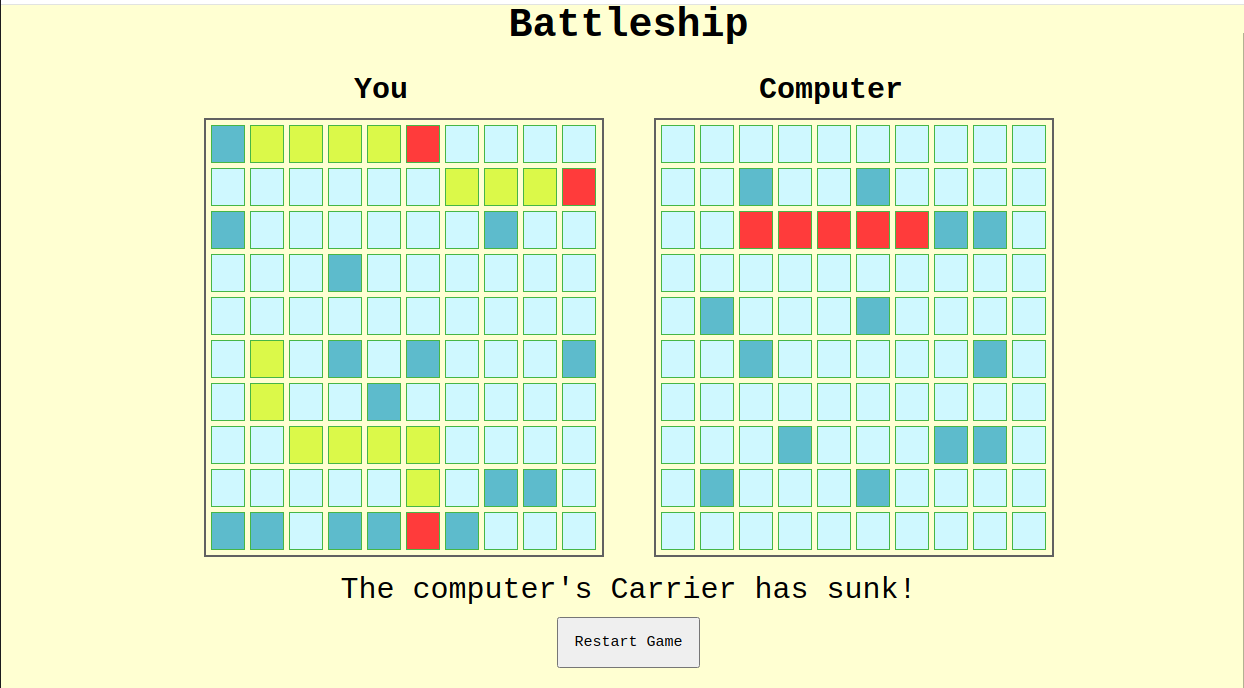 Battleship
You
Computer
The computer's Carrier has sunk!
Restart Game